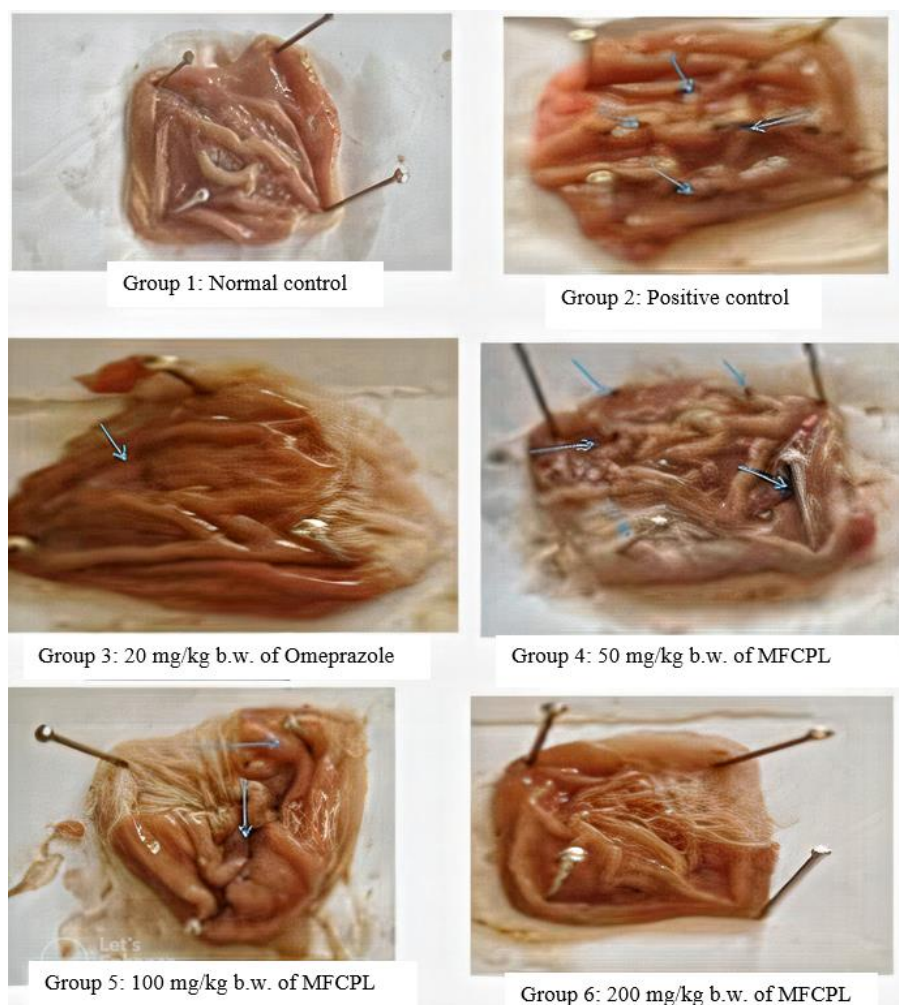 Group 1: Normal control
Group 2: Positive control
Group 3: 20 mg/kg b.w. of Omeprazole
Group 4: 50 mg/kg b.w. of MFCPL
Let's
Group 5: 100 mg/kg b.w. of MFCPL
Group 6: 200 mg/kg b.w. of MFCPL